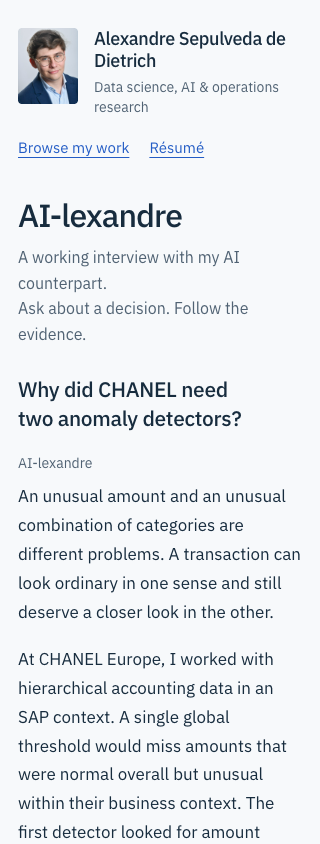 Alexandre Sepulveda de
Dietrich
Data science, AI & operations
research
Browse my work Résumé
AI-lexandre
A working interview with my AI
counterpart.
Ask about a decision. Follow the
evidence.
Why did CHANEL need
two anomaly detectors?
AI-lexandre
An unusual amount and an unusual
combination of categories are
different problems. A transaction can
look ordinary in one sense and still
deserve a closer look in the other.
At CHANEL Europe, I worked with
hierarchical accounting data in an
SAP context. A single global
threshold would miss amounts that
were normal overall but unusual
within their business context. The
first detector looked for amount